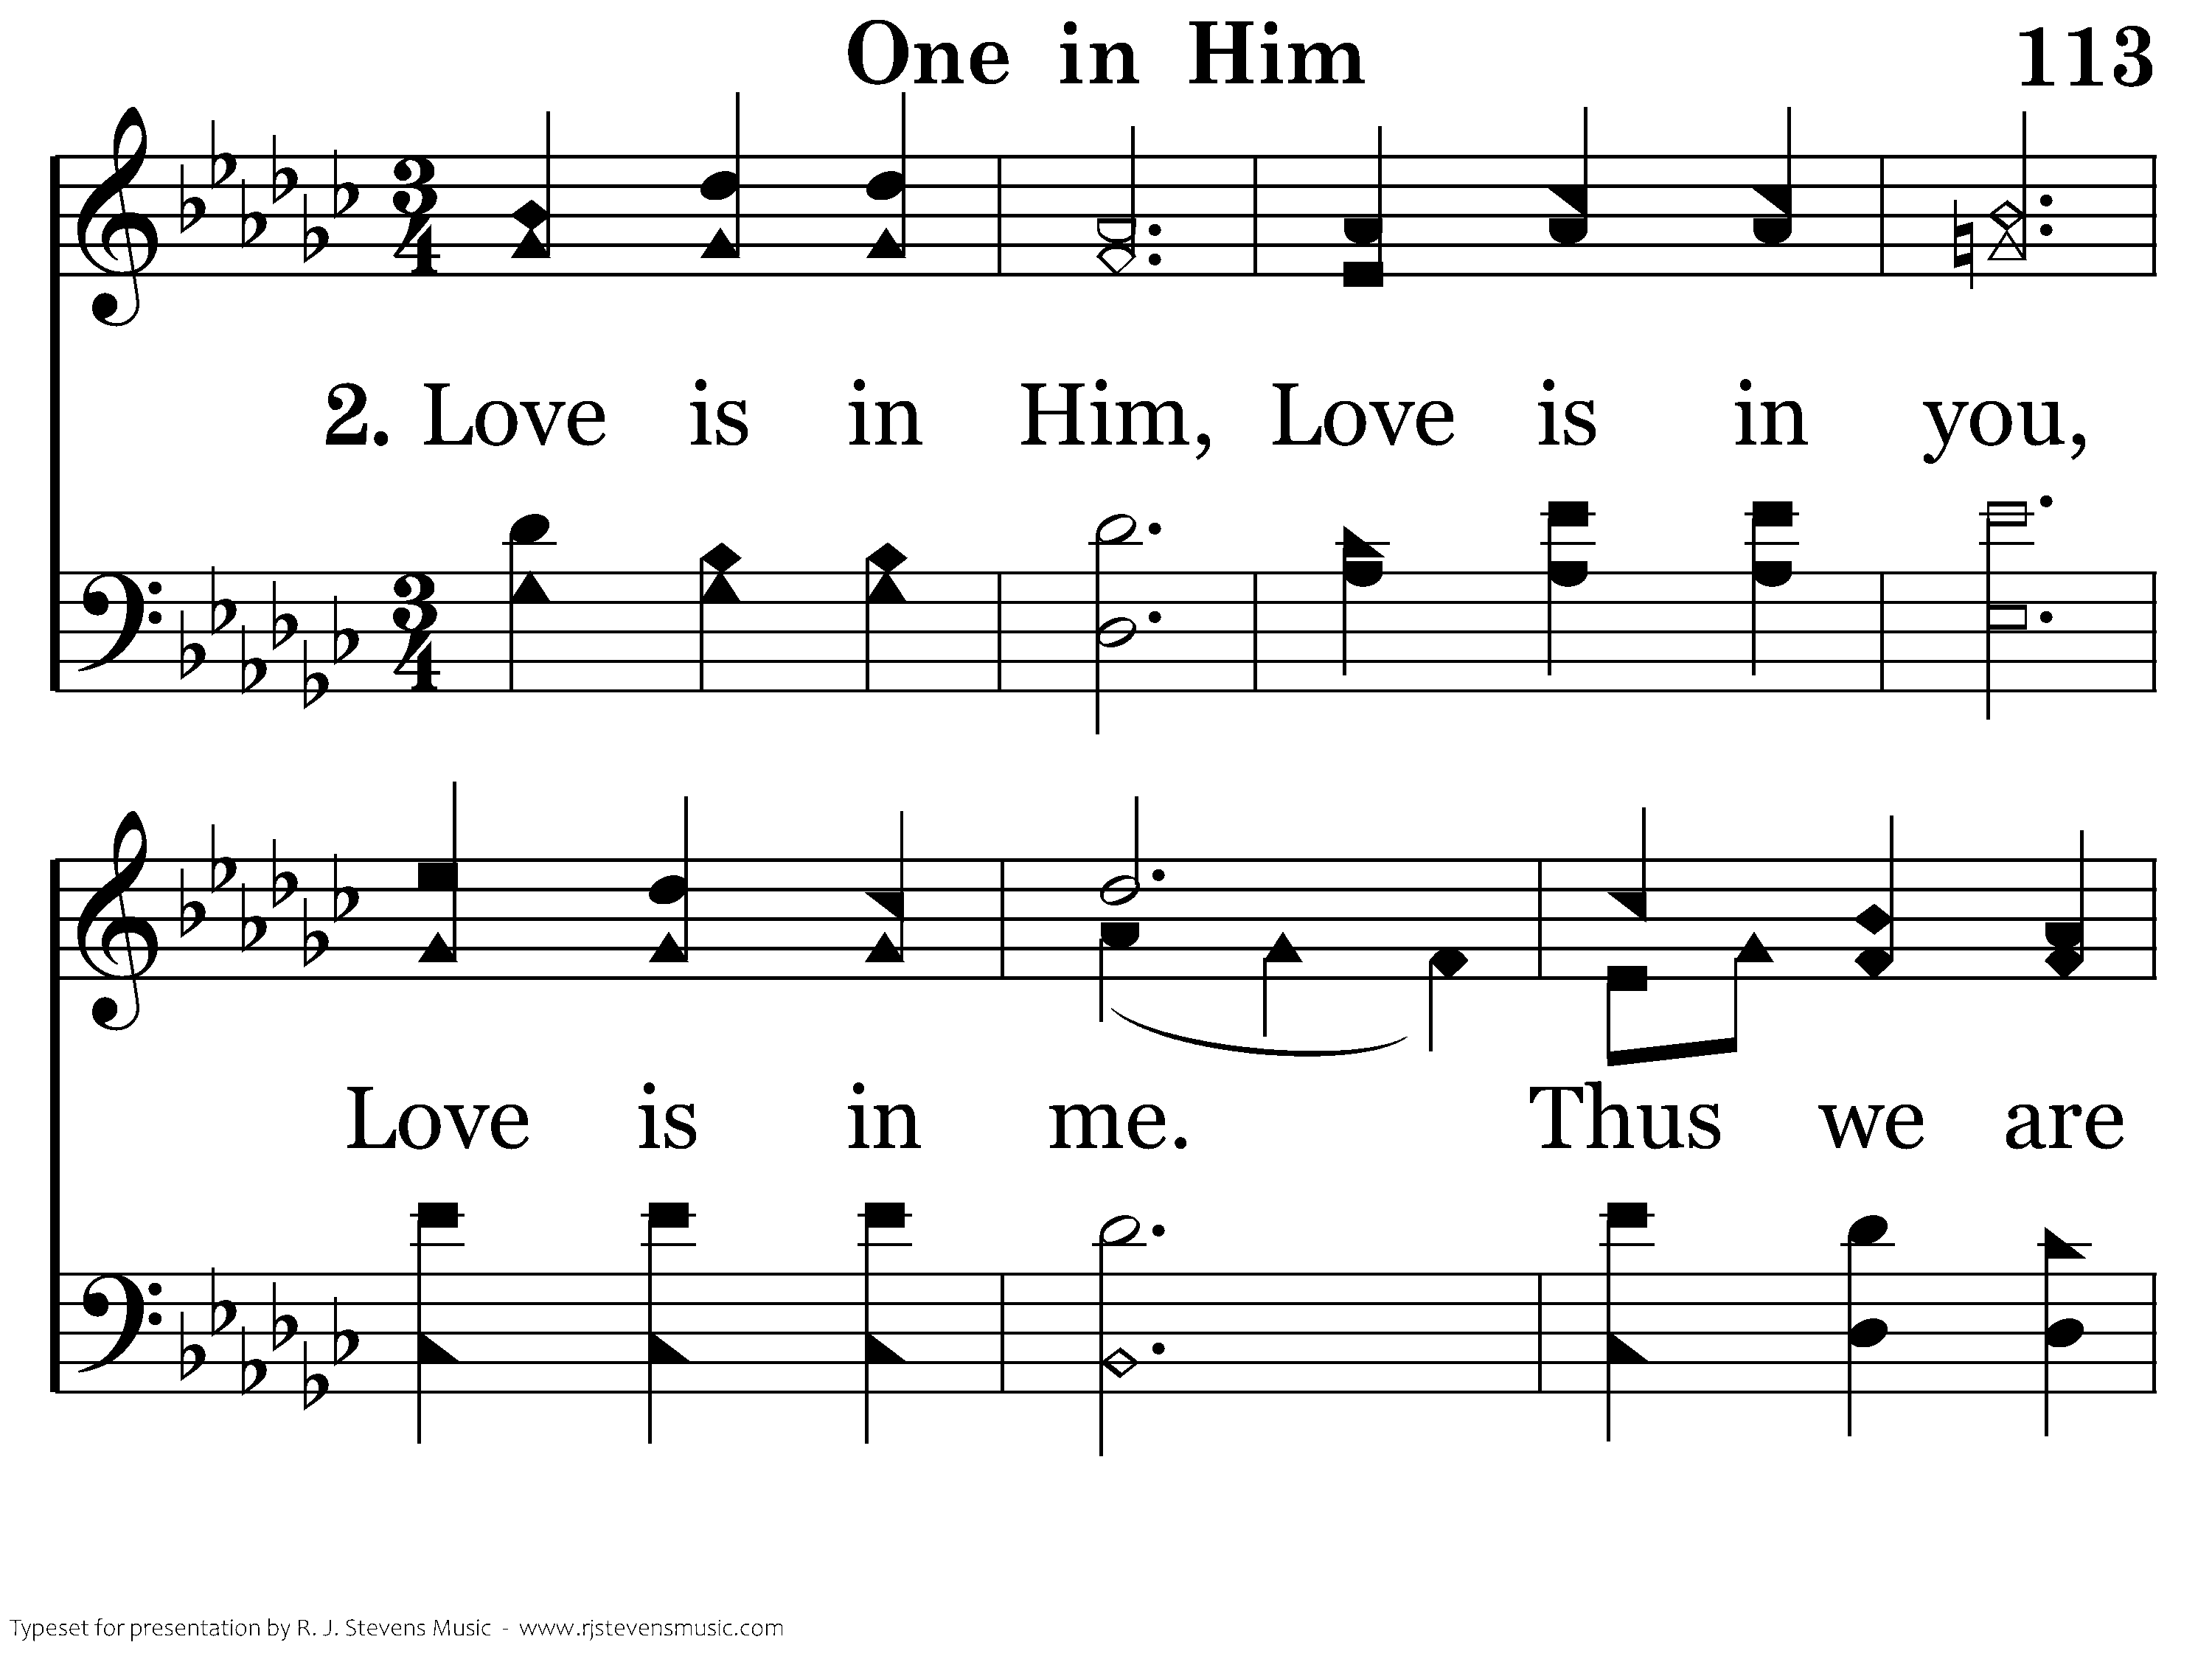 One in Him 113
2. Love is in Him, Love is in you,
Love is in me. Thus we are
Typeset for presentation by R. J. Stevens Music - www.rjstevensmusic.com